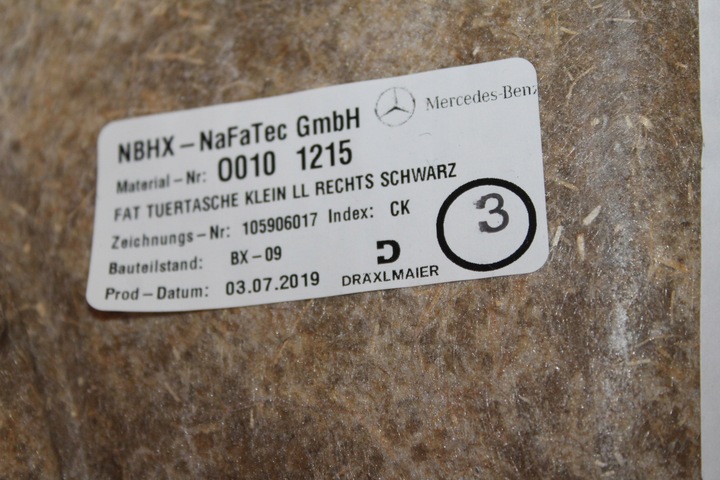 NBHX-NaFaTec GmbH
Mercedes-Benz
Material-Nr: 0010 1215
FAT TUERTASCHE KLEIN LL RECHTS SCHWARZ
Zeichnungs-Nr: 105906017 Index: CK
3
Bauteilstand: BX-09
Prod-Datum: 03.07.2019
DRÄXLMAIER